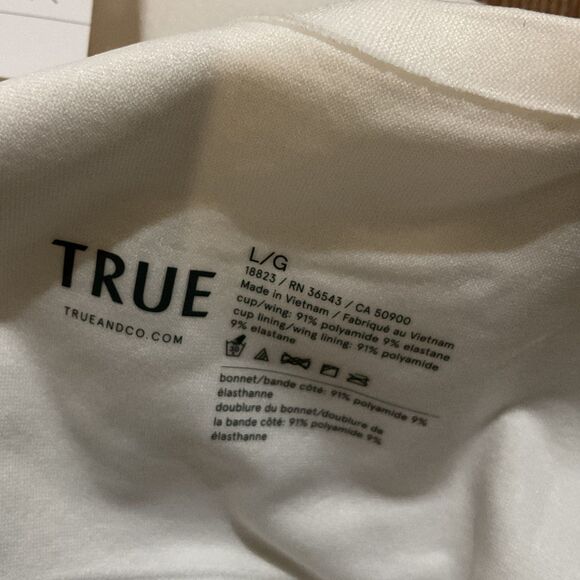 TRUE
TRUEANDCO.COM
L/G
18823 / RN 36543 / CA 50900
Made in Vietnam / Fabriqué au Vietnam
cup/wing: 91% polyamide 9% elastane
cup lining/wing lining: 91% polyamide
9% elastane
bonnet/bande côté: 91% polyamide 9%
élasthanne
doublure du bonnet/doublure de
la bande côté: 91% polyamide 9%
élasthanne